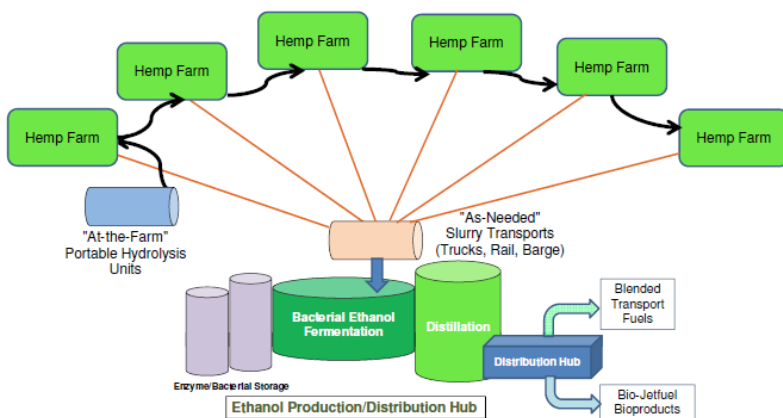 Hemp Farm
Hemp Farm
Hemp Farm
Hemp Farm
Hemp Farm
Hemp Farm
"At-the-Farm"
Portable Hydrolysis
Units
"As-Needed"
Slurry Transports
(Trucks, Rail, Barge)
Bacterial Ethanol
Fermentation
Distillation
Blended
Transport
Fuels
Distribution Hub
Enzyme/Bacterial Storage
Bio-Jetfuel
Bioproducts
Ethanol Production/Distribution Hub